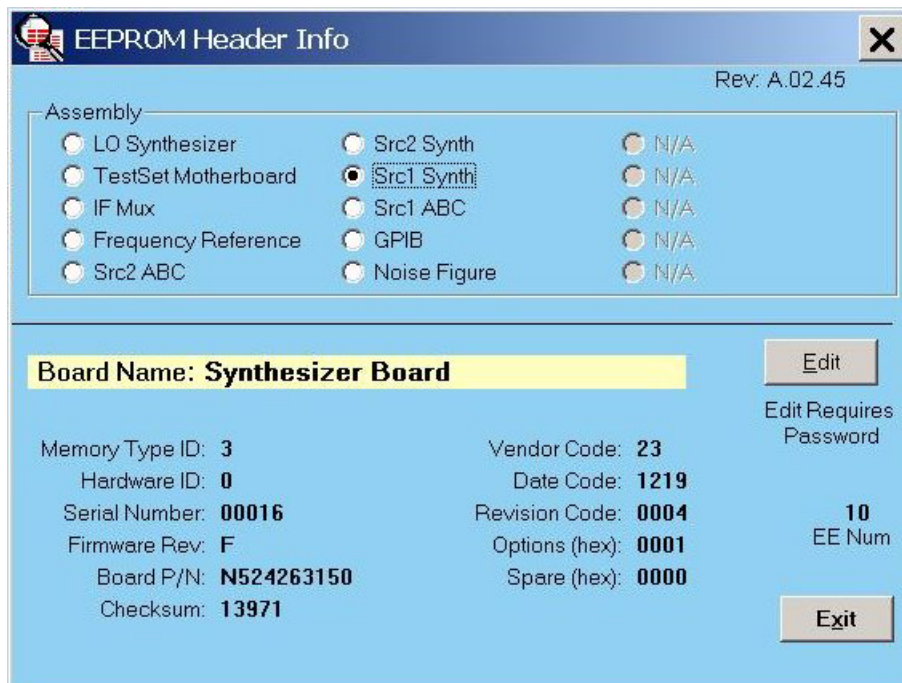 EEPROM Header Info
Rev: A.02.45
Assembly
LO Synthesizer
Src2 Synth
N/A
TestSet Motherboard
Src1 Synth
N/A
IF Mux
Src1 ABC
N/A
Frequency Reference
GPIB
N/A
Src2 ABC
Noise Figure
N/A
Board Name: Synthesizer Board
Edit
Edit Requires
Password
Memory Type ID: 3
Vendor Code: 23
Hardware ID: 0
Date Code: 1219
Serial Number: 00016
Revision Code: 0004
10
Firmware Rev: F
Options (hex): 0001
EE Num
Board P/N: N524263150
Spare (hex): 0000
Checksum: 13971
Exit